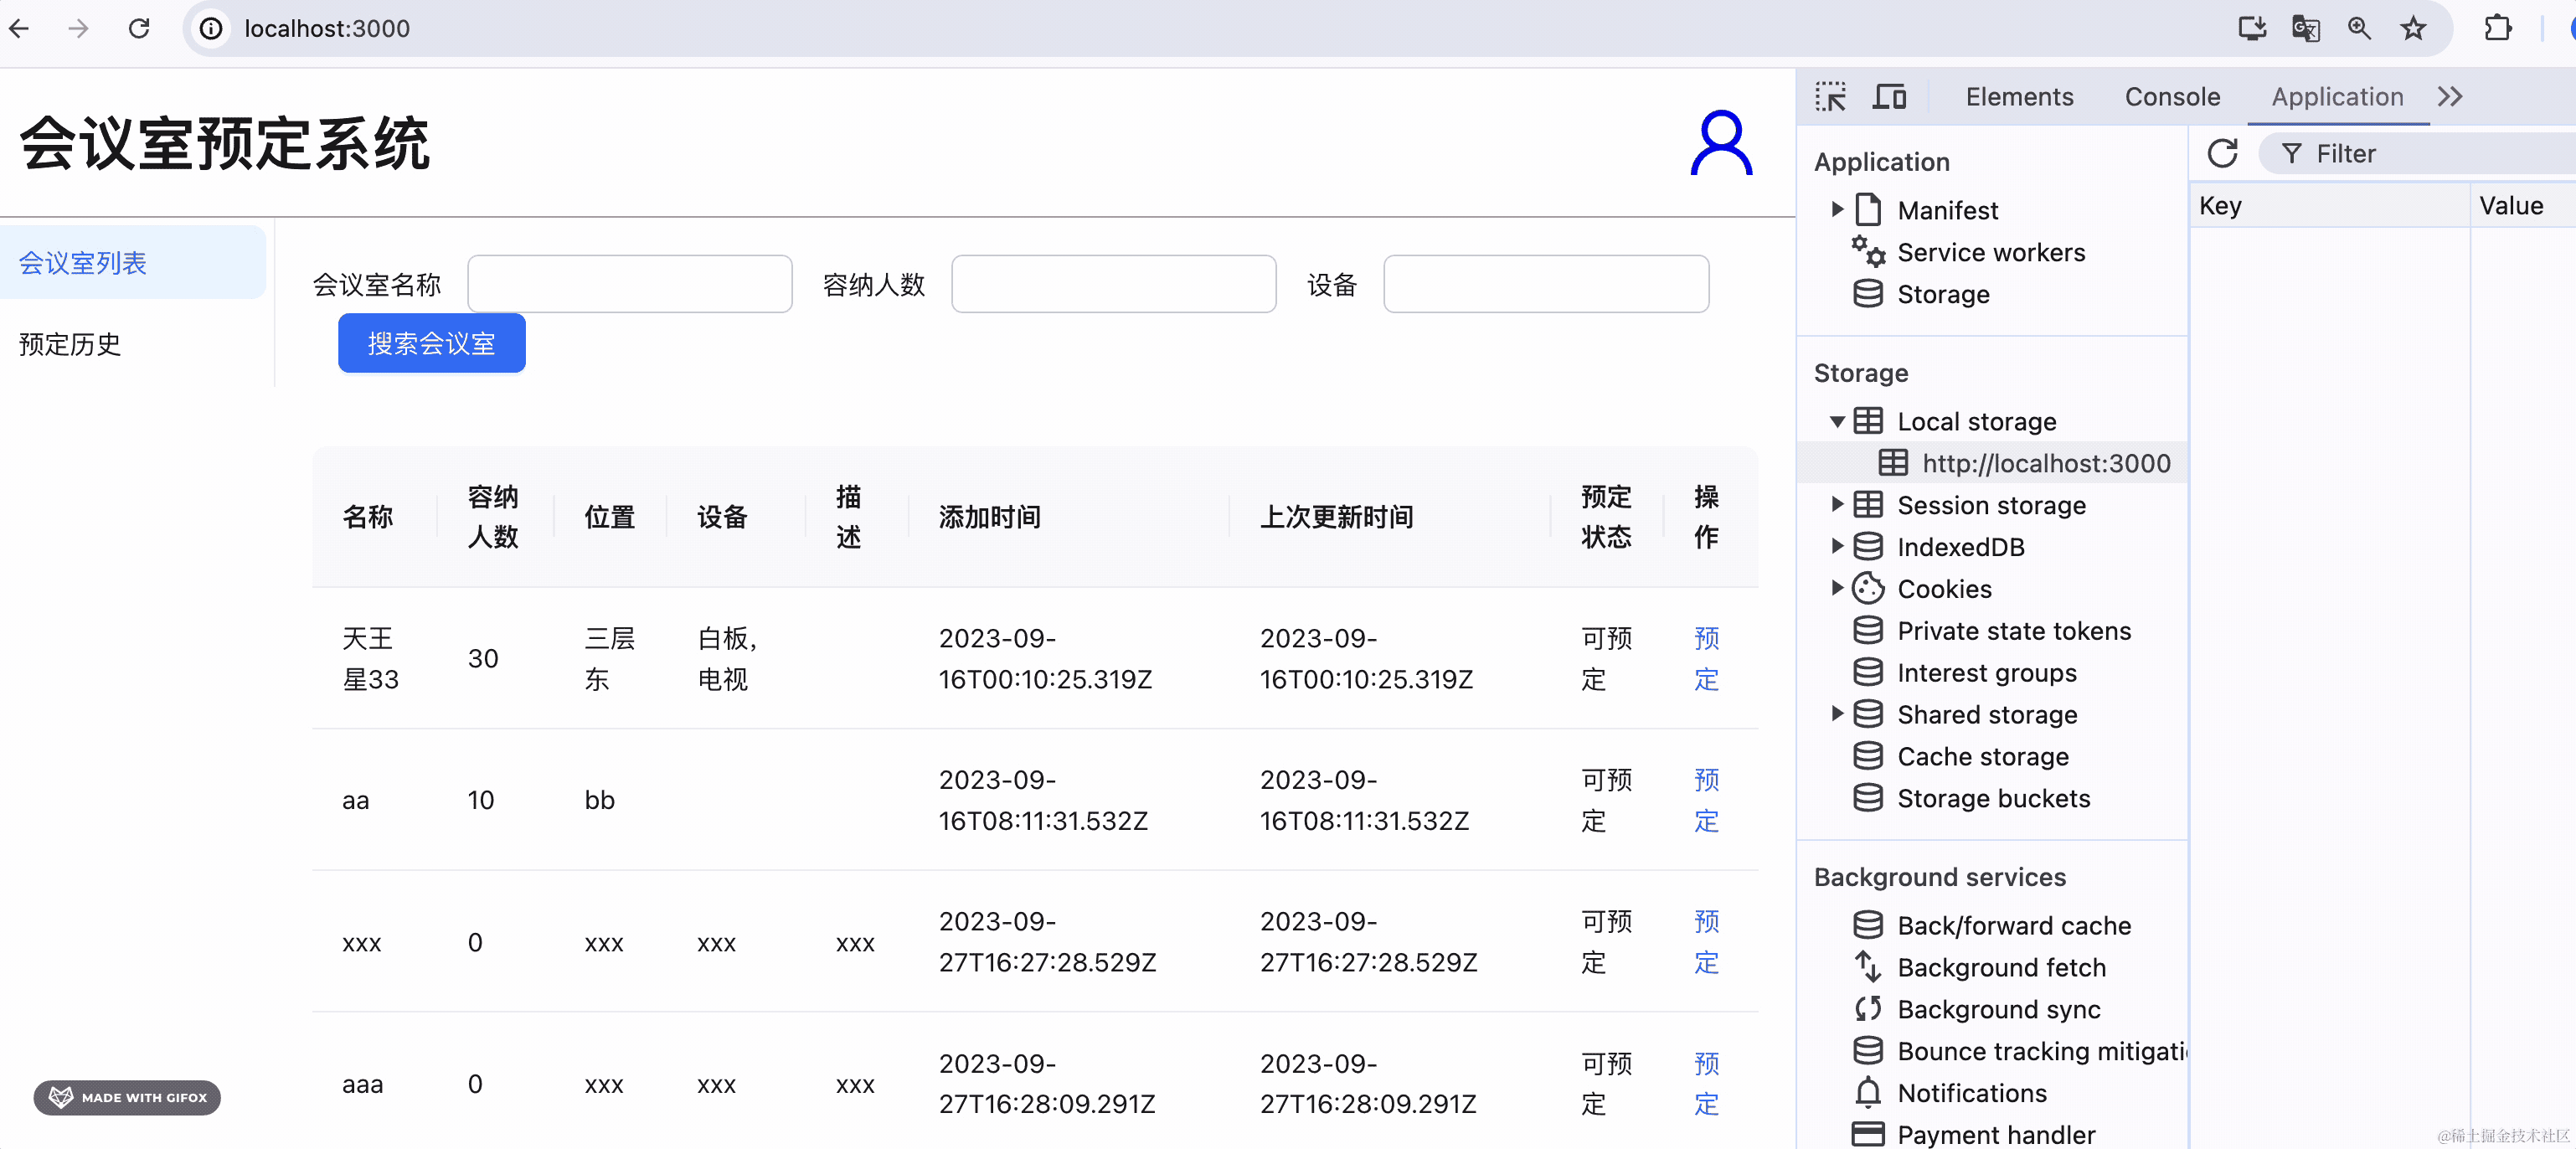 localhost:3000
会议室预定系统
会议室列表
预定历史
会议室名称 容纳人数 设备
搜索会议室
名称 容纳人数 位置 设备 描述 添加时间 上次更新时间 预定状态 操作
天王星33 30 三层东 白板,电视 2023-09-16T00:10:25.319Z 2023-09-16T00:10:25.319Z 可预定 预定
aa 10 bb 2023-09-16T08:11:31.532Z 2023-09-16T08:11:31.532Z 可预定 预定
xxx 0 xxx xxx xxx 2023-09-27T16:27:28.529Z 2023-09-27T16:27:28.529Z 可预定 预定
aaa 0 xxx xxx xxx 2023-09-27T16:28:09.291Z 2023-09-27T16:28:09.291Z 可预定 预定
MADE WITH GIFOX
Elements Console Application
Application
Manifest
Service workers
Storage
Storage
Local storage
http://localhost:3000
Session storage
IndexedDB
Cookies
Private state tokens
Interest groups
Shared storage
Cache storage
Storage buckets
Background services
Back/forward cache
Background fetch
Background sync
Bounce tracking mitigati
Notifications
Payment handler
Filter
Key Value
@稀土掘金技术社区